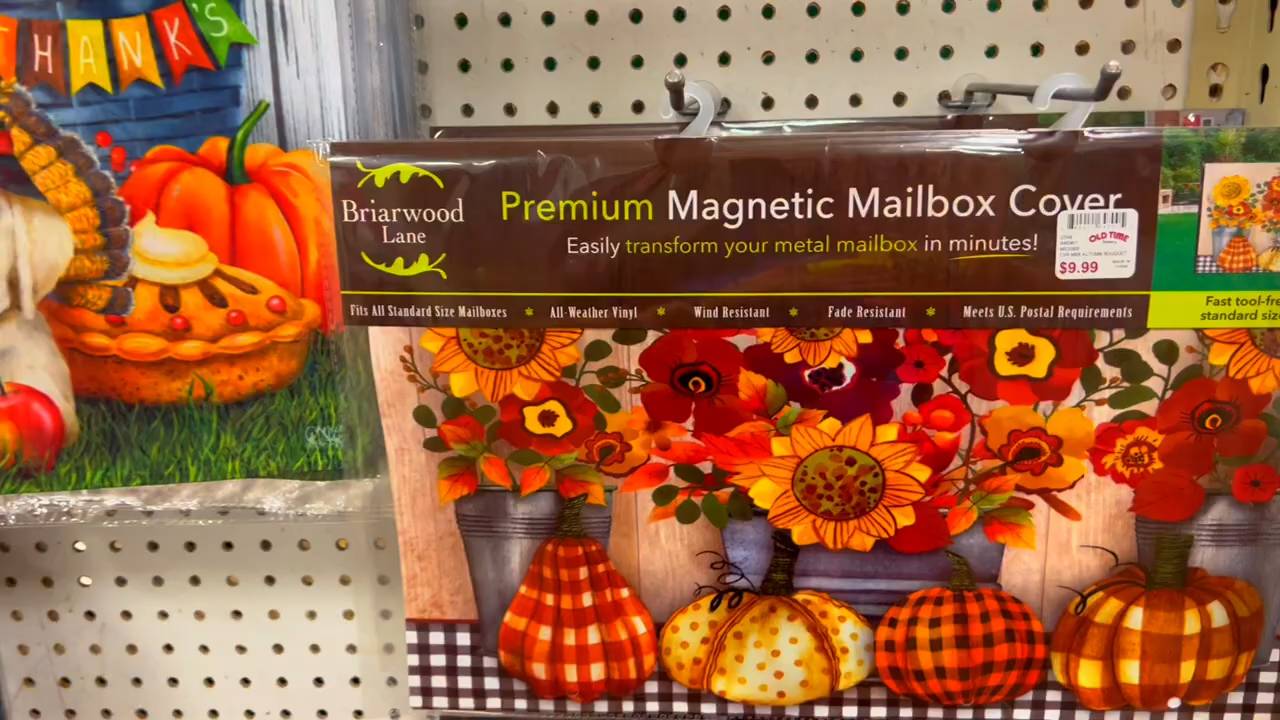 THANK'S
Briarwood
Lane
Premium Magnetic Mailbox Cover
Easily transform your metal mailbox in minutes!
OLD TIME
$9.99
Fits All Standard Size Mailboxes * All-Weather Vinyl * Wind Resistant * Fade Resistant * Meets U.S. Postal Requirements
Fast tool-fre
standard siz